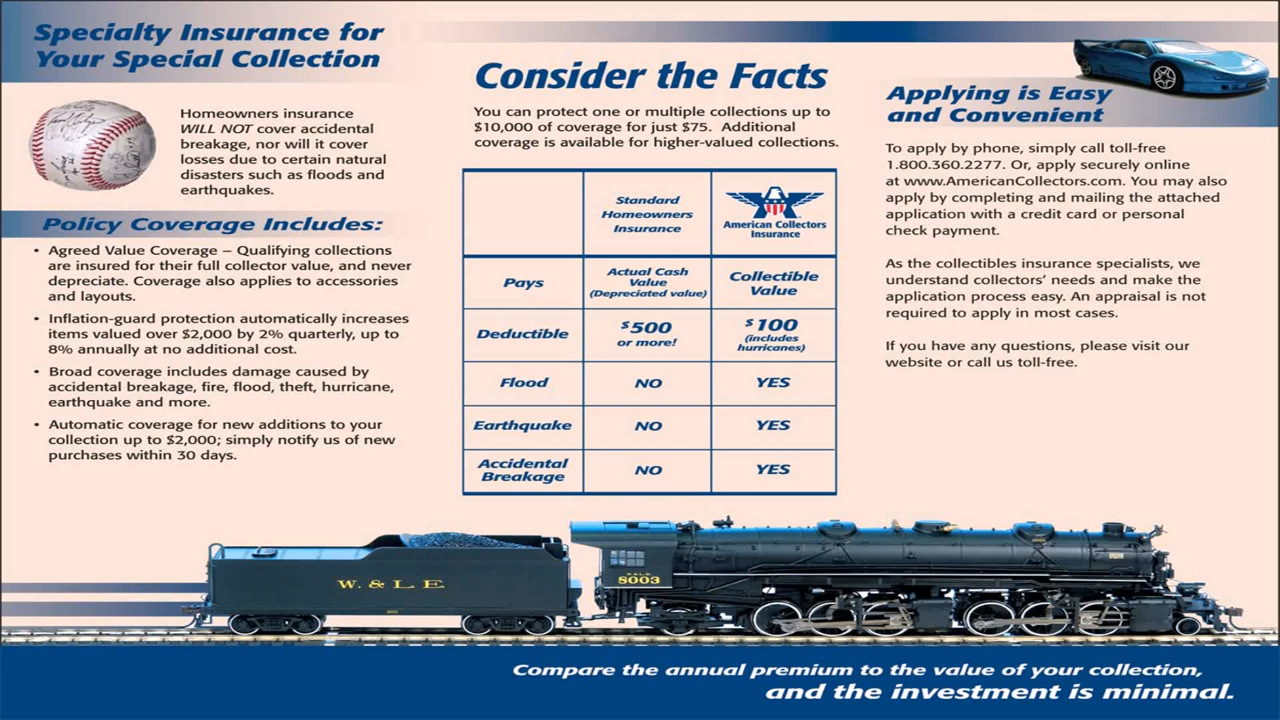 Specialty Insurance for
Your Special Collection
Homeowners insurance
WILL NOT cover accidental
breakage, nor will it cover
losses due to certain natural
disasters such as floods and
earthquakes.
Policy Coverage Includes:
• Agreed Value Coverage – Qualifying collections
are insured for their full collector value, and never
depreciate. Coverage also applies to accessories
and layouts.
• Inflation-guard protection automatically increases
items valued over $2,000 by 2% quarterly, up to
8% annually at no additional cost.
• Broad coverage includes damage caused by
accidental breakage, fire, flood, theft, hurricane,
earthquake and more.
• Automatic coverage for new additions to your
collection up to $2,000; simply notify us of new
purchases within 30 days.
Consider the Facts
You can protect one or multiple collections up to
$10,000 of coverage for just $75. Additional
coverage is available for higher-valued collections.
Standard
Homeowners
Insurance
American Collectors
Insurance
Pays
Actual Cash
Value
(Depreciated value)
Collectible
Value
Deductible
$500
or more!
$100
(includes
hurricanes)
Flood
NO
YES
Earthquake
NO
YES
Accidental
Breakage
NO
YES
Applying is Easy
and Convenient
To apply by phone, simply call toll-free
1.800.360.2277. Or, apply securely online
at www.AmericanCollectors.com. You may also
apply by completing and mailing the attached
application with a credit card or personal
check payment.
As the collectibles insurance specialists, we
understand collectors' needs and make the
application process easy. An appraisal is not
required to apply in most cases.
If you have any questions, please visit our
website or call us toll-free.
W. & L. E.
8003
Compare the annual premium to the value of your collection,
and the investment is minimal.